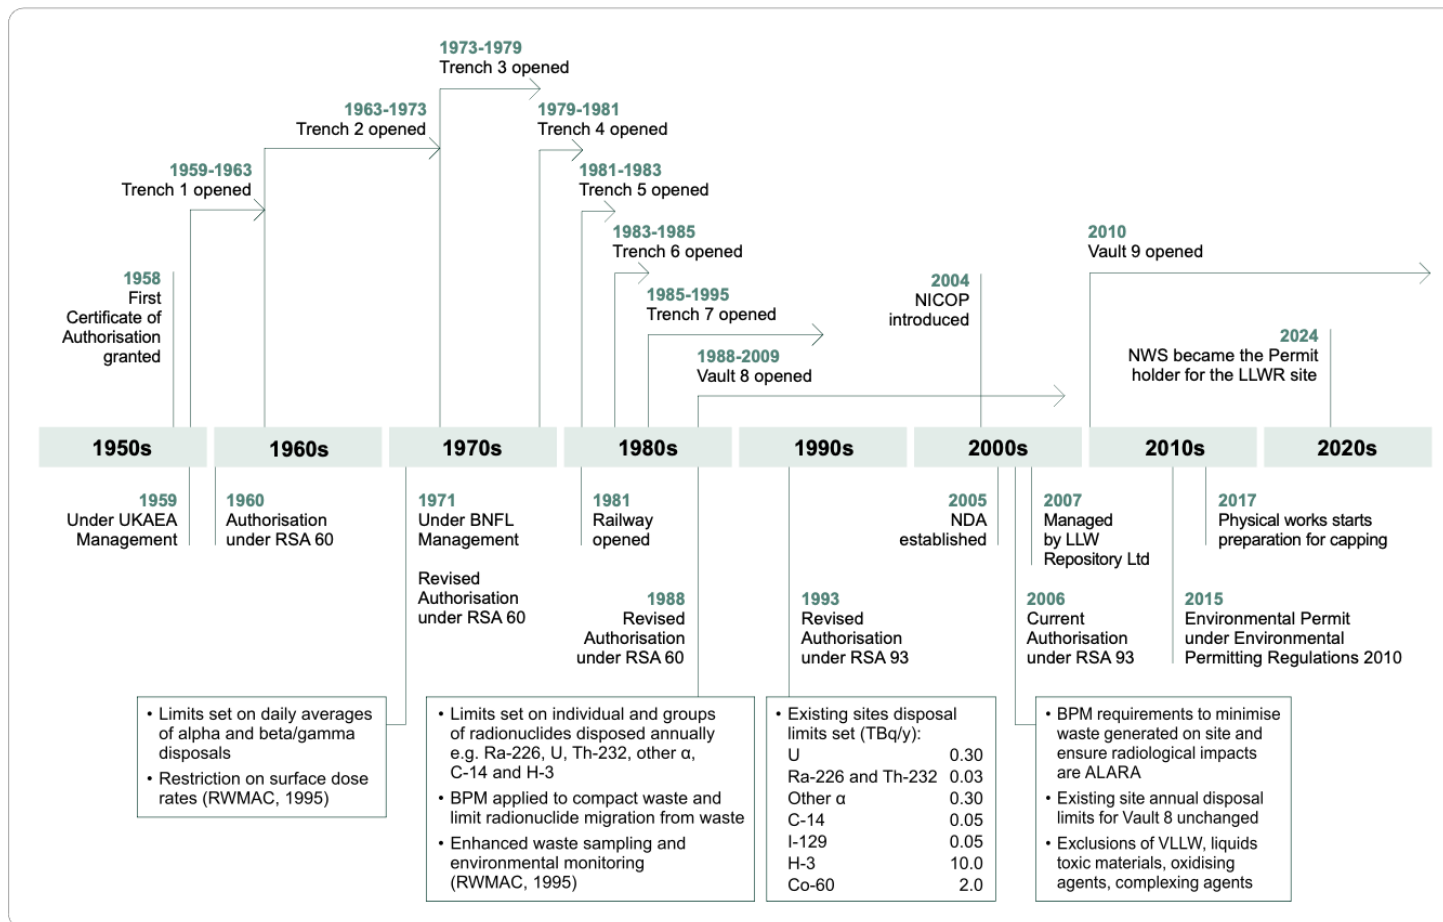 1973-1979
Trench 3 opened
1963-1973
Trench 2 opened
1979-1981
Trench 4 opened
1959-1963
Trench 1 opened
1981-1983
Trench 5 opened
1983-1985
Trench 6 opened
2010
Vault 9 opened
1958
First
Certificate of
Authorisation
granted
1985-1995
Trench 7 opened
2004
NICOP
introduced
1988-2009
Vault 8 opened
2024
NWS became the Permit
holder for the LLWR site
1950s
1960s
1970s
1980s
1990s
2000s
2010s
2020s
1959
Under UKAEA
Management
1960
Authorisation
under RSA 60
1971
Under BNFL
Management
Revised
Authorisation
under RSA 60
1981
Railway
opened
1988
Revised
Authorisation
under RSA 60
1993
Revised
Authorisation
under RSA 93
2005
NDA
established
2007
Managed
by LLW
Repository Ltd
2006
Current
Authorisation
under RSA 93
2017
Physical works starts
preparation for capping
2015
Environmental Permit
under Environmental
Permitting Regulations 2010
• Limits set on daily averages
of alpha and beta/gamma
disposals
• Restriction on surface dose
rates (RWMAC, 1995)
• Limits set on individual and groups
of radionuclides disposed annually
e.g. Ra-226, U, Th-232, other α,
C-14 and H-3
• BPM applied to compact waste and
limit radionuclide migration from waste
• Enhanced waste sampling and
environmental monitoring
(RWMAC, 1995)
• Existing sites disposal
limits set (TBq/y):
U 0.30
Ra-226 and Th-232 0.03
Other α 0.30
C-14 0.05
I-129 0.05
H-3 10.0
Co-60 2.0
• BPM requirements to minimise
waste generated on site and
ensure radiological impacts
are ALARA
• Existing site annual disposal
limits for Vault 8 unchanged
• Exclusions of VLLW, liquids
toxic materials, oxidising
agents, complexing agents